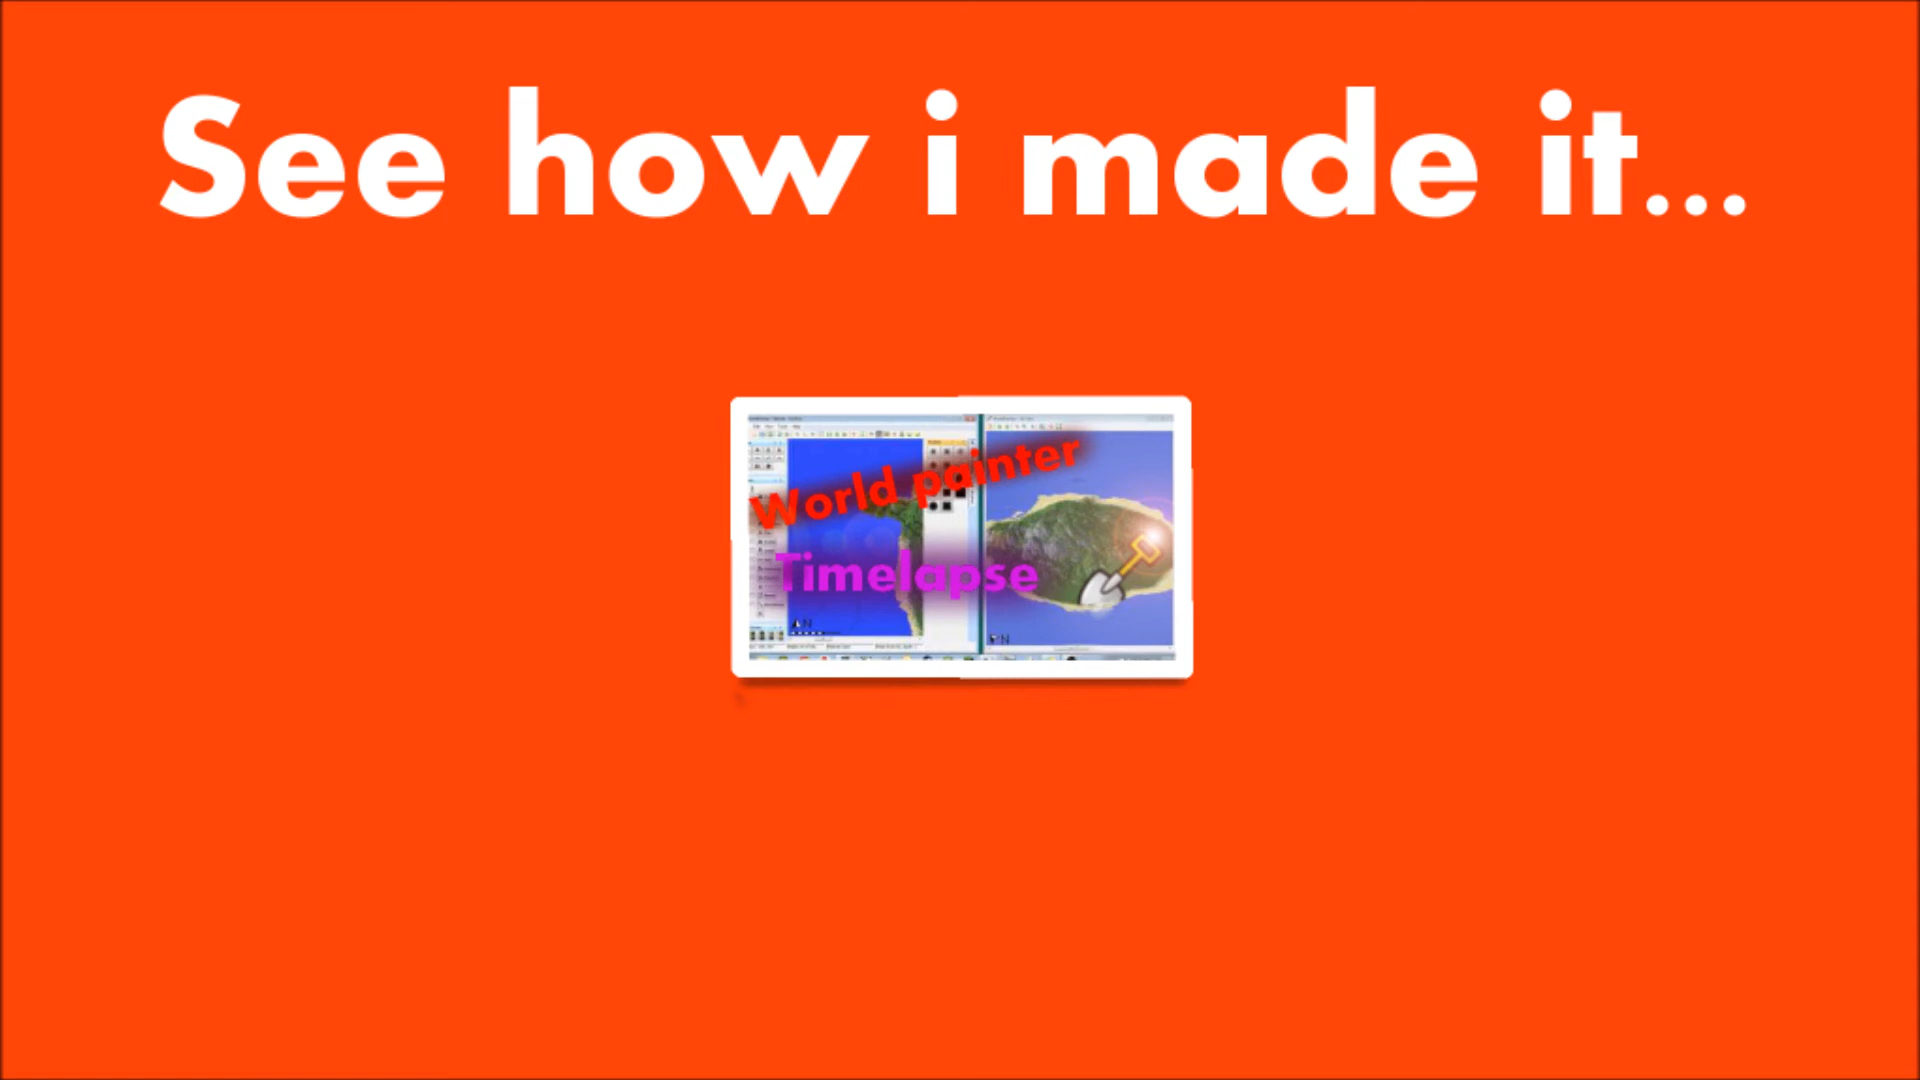 See how i made it...
World painter
Timelapse
N
N